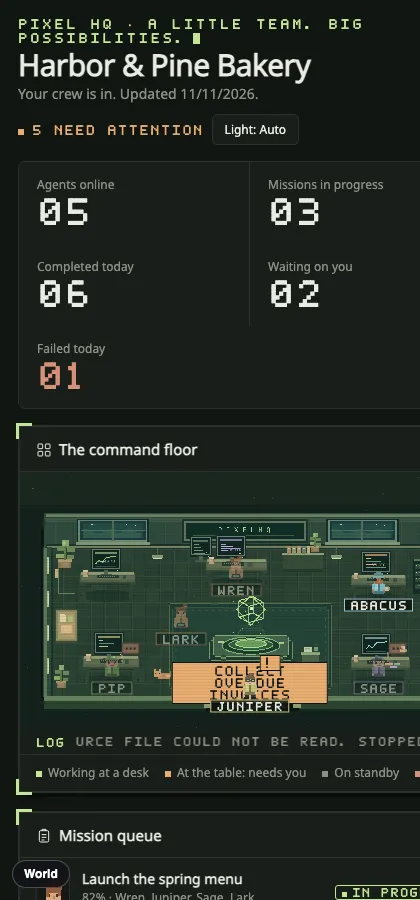 PIXEL HQ · A LITTLE TEAM. BIG
POSSIBILITIES.
Harbor & Pine Bakery
Your crew is in. Updated 11/11/2026.
5 NEED ATTENTION
Light: Auto
Agents online
05
Missions in progress
03
Completed today
06
Waiting on you
02
Failed today
01
The command floor
PIXELHQ
WREN
ABACUS
LARK
COLLECT
OVERDUE
INVOICES
!
PIP
SAGE
JUNIPER
LOG URCE FILE COULD NOT BE READ. STOPPED
Working at a desk
At the table: needs you
On standby
Mission queue
World
Launch the spring menu
82% · Wren, Juniper, Sage, Lark
IN PROG